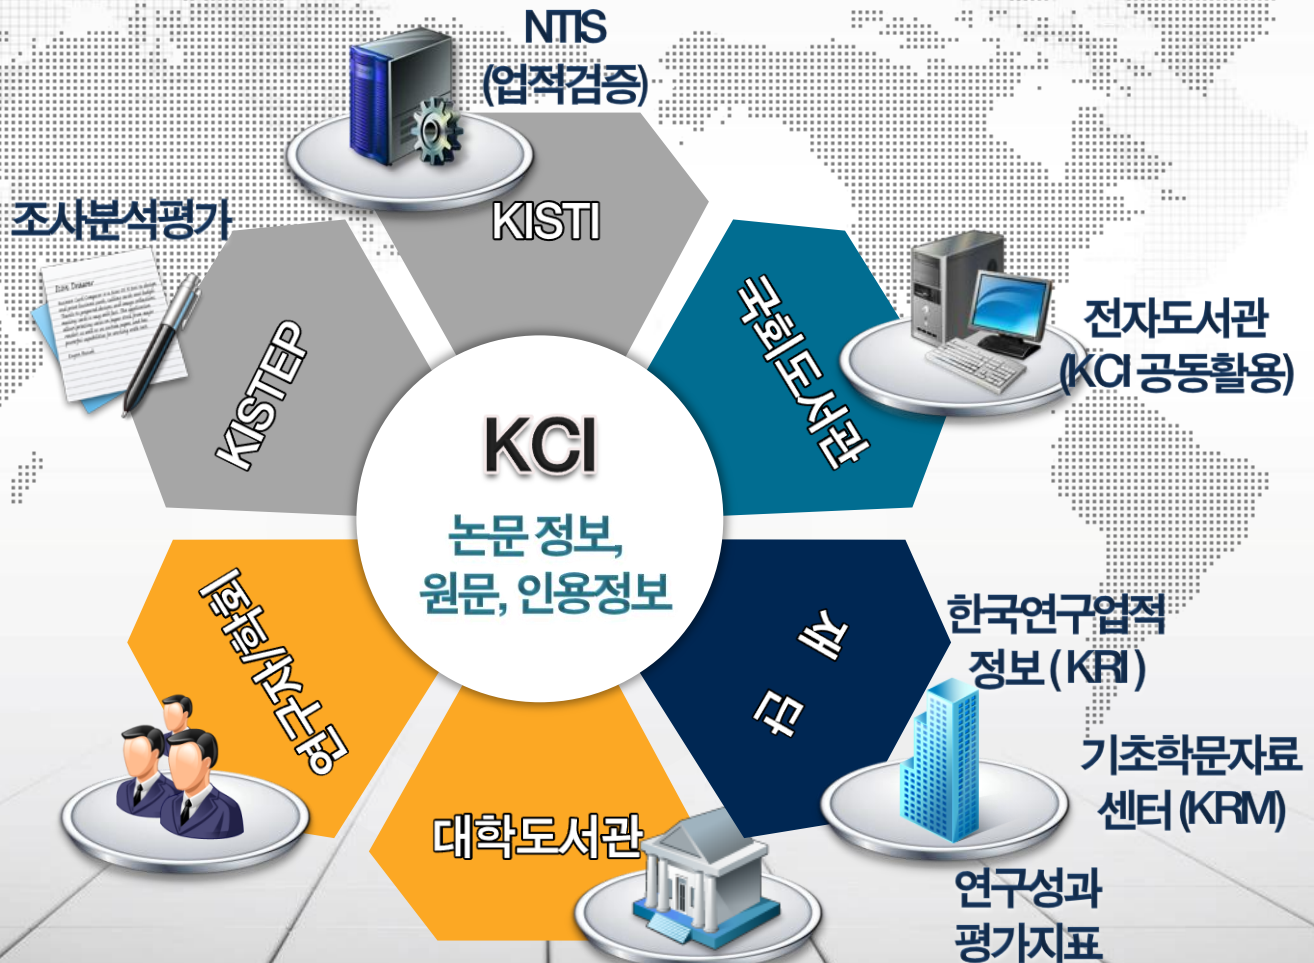 NTIS
(업적검증)
KISTI
조사분석평가
KISTEP
국회도서관
전자도서관
(KCI 공동활용)
KCI
논문 정보,
원문, 인용정보
연구자/학회
대학도서관
재단
한국연구업적
정보 ( KRI )
기초학문자료
센터 (KRM)
연구성과
평가지표